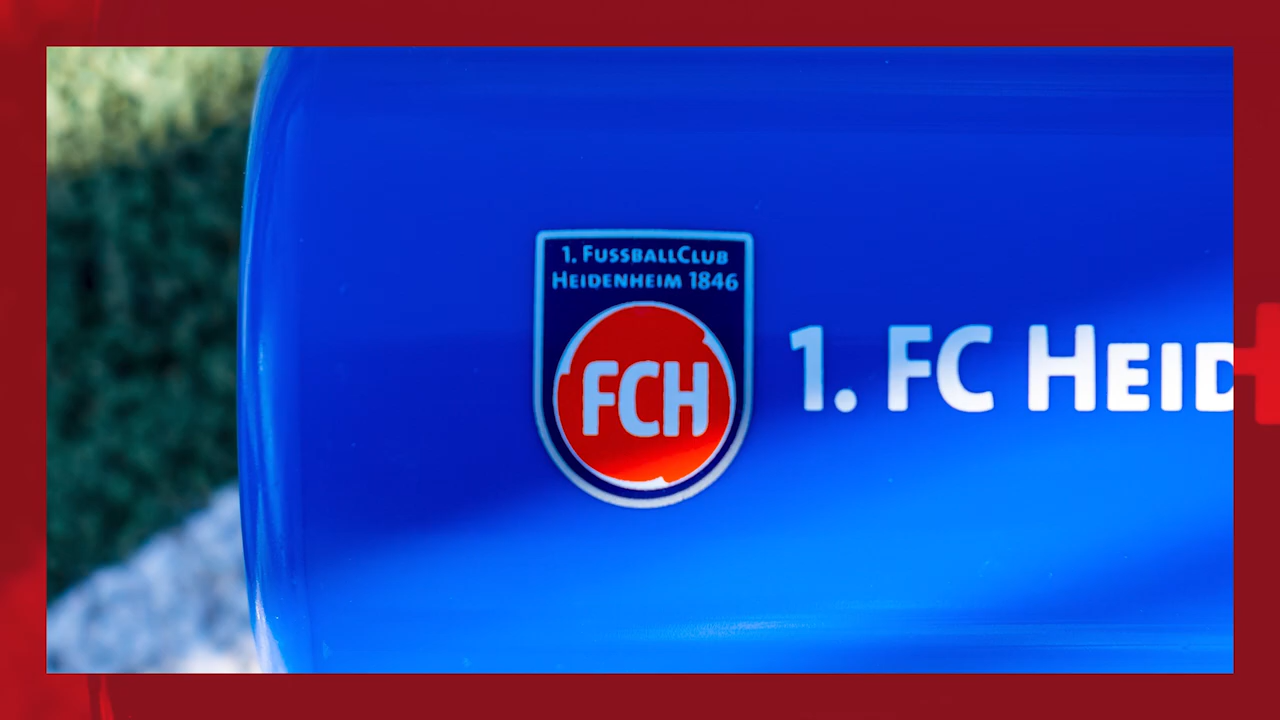 1. FUSSBALLCLUB
HEIDENHEIM 1846
FCH
1. FC HEID